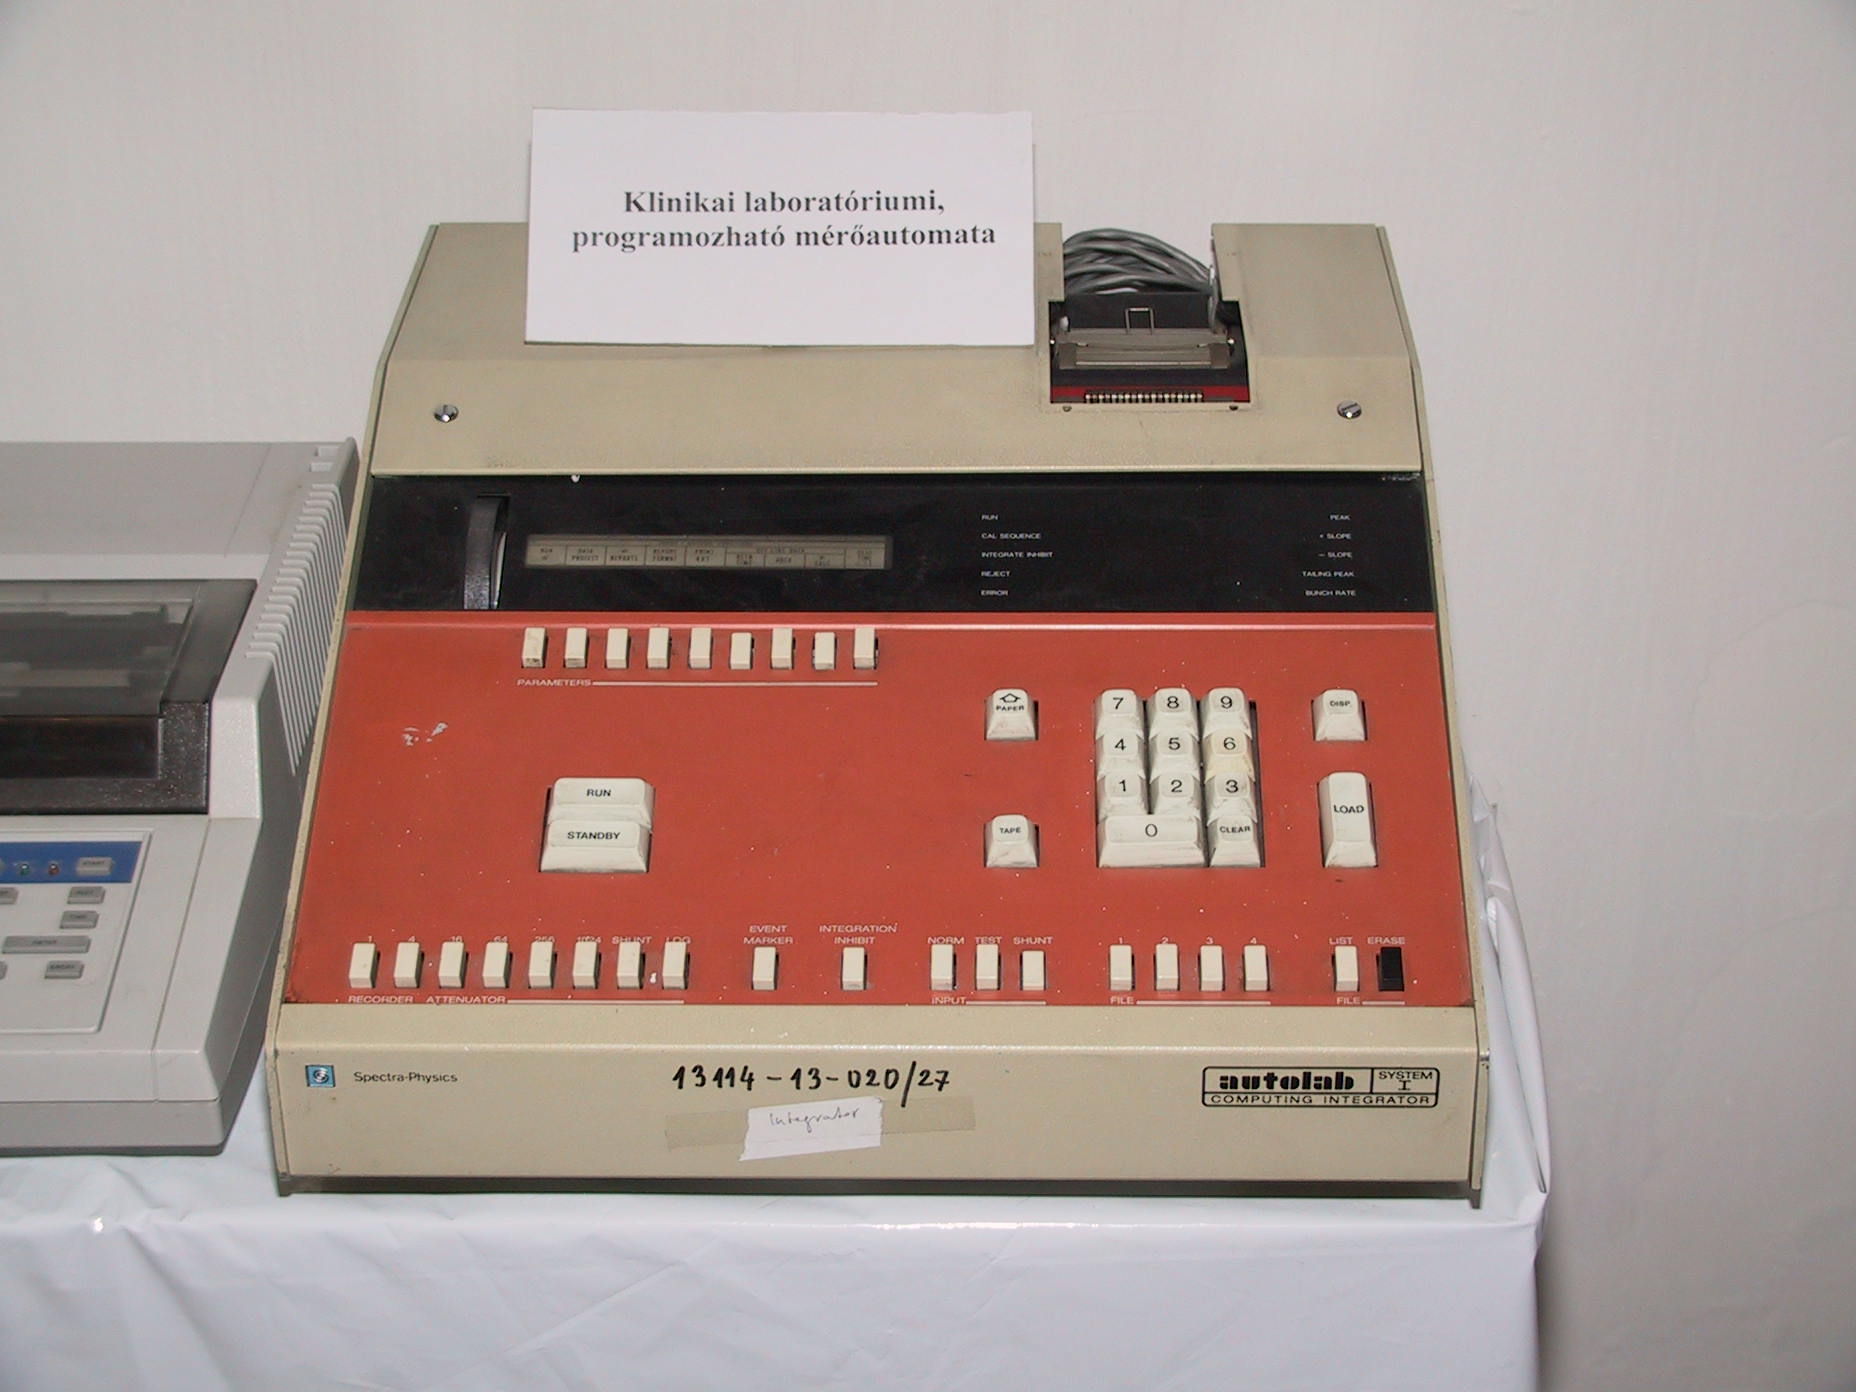 Klinikai laboratóriumi,
programozható mérőautomata
RUN PEAK
CAL SEQUENCE + SLOPE
INTEGRATE INHIBIT − SLOPE
REJECT TAILING PEAK
ERROR BUNCH RATE
PARAMETERS
PAPER 7 8 9 DISP.
4 5 6
RUN 1 2 3 LOAD
STANDBY TAPE 0 CLEAR
EVENT INTEGRATION
1 4 16 64 256 1024 SHUNT LOG MARKER INHIBIT NORM TEST SHUNT 1 2 3 4 LIST ERASE
RECORDER ATTENUATOR INPUT FILE FILE
Spectra-Physics 13114-13-020/27 autolab SYSTEM I
COMPUTING INTEGRATOR
Integrator